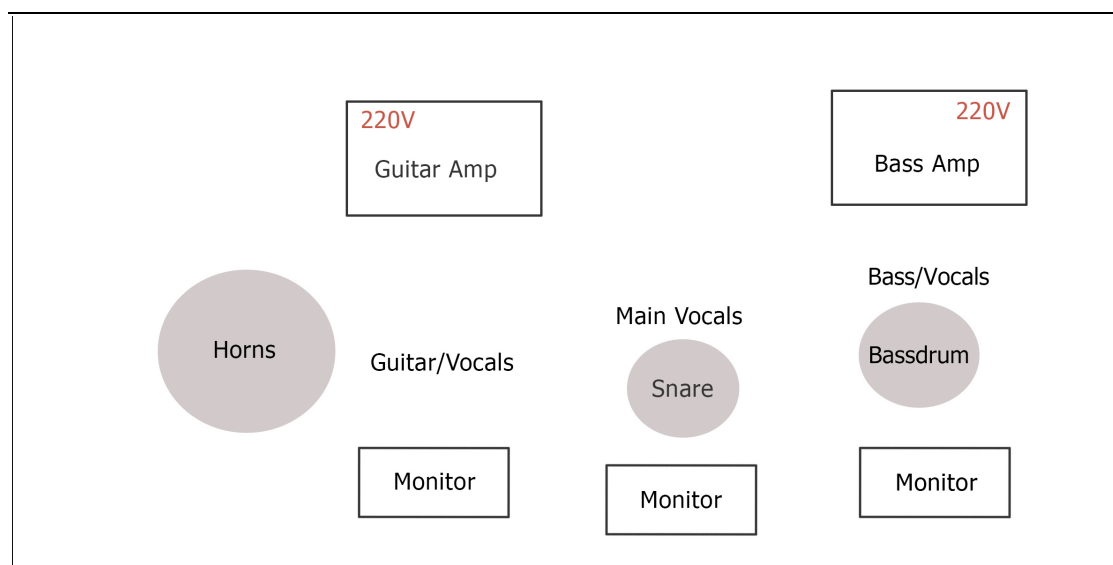 220V
Guitar Amp
220V
Bass Amp
Bass/Vocals
Main Vocals
Horns
Guitar/Vocals
Bassdrum
Snare
Monitor
Monitor
Monitor